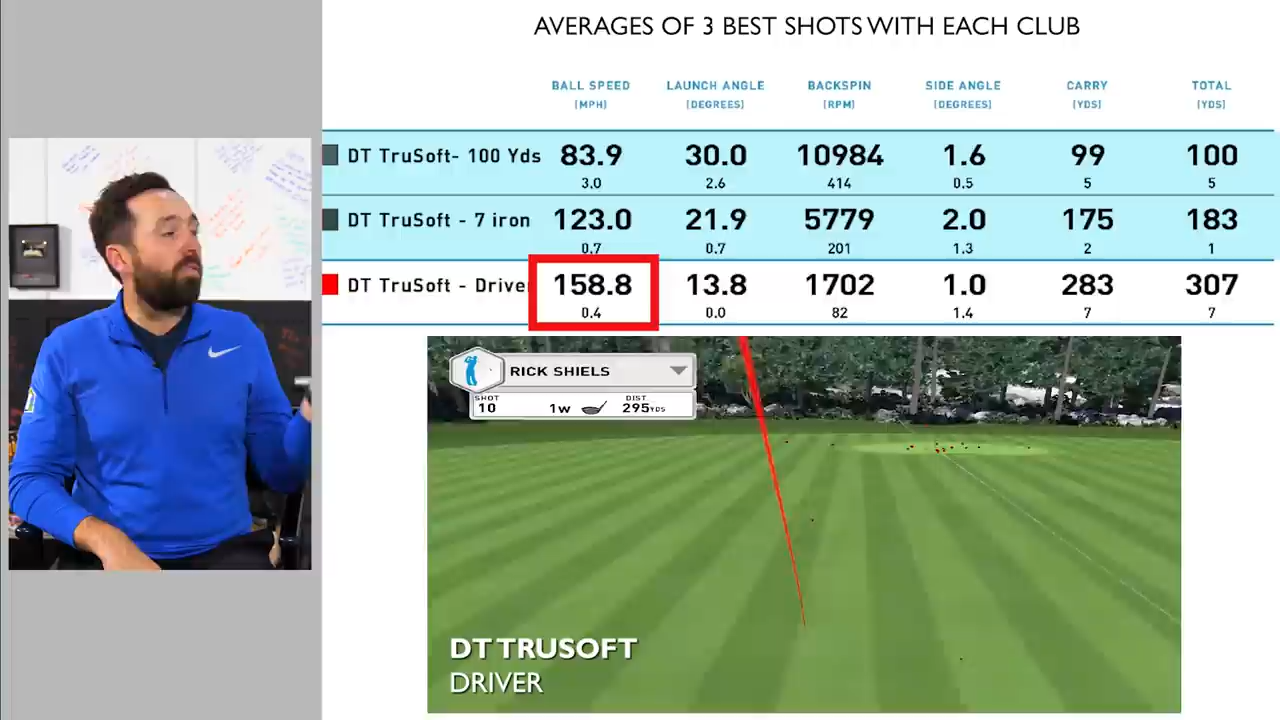 AVERAGES OF 3 BEST SHOTS WITH EACH CLUB
BALL SPEED LAUNCH ANGLE BACKSPIN SIDE ANGLE CARRY TOTAL
(MPH) (DEGREES) (RPM) (DEGREES) (YDS) (YDS)
DT TruSoft- 100 Yds 83.9 30.0 10984 1.6 99 100
3.0 2.6 414 0.5 5 5
DT TruSoft - 7 iron 123.0 21.9 5779 2.0 175 183
0.7 0.7 201 1.3 2 1
DT TruSoft - Driver 158.8 13.8 1702 1.0 283 307
0.4 0.0 82 1.4 7 7
RICK SHIELS
SHOT DIST
10 1w 295YDS
DT TRUSOFT
DRIVER